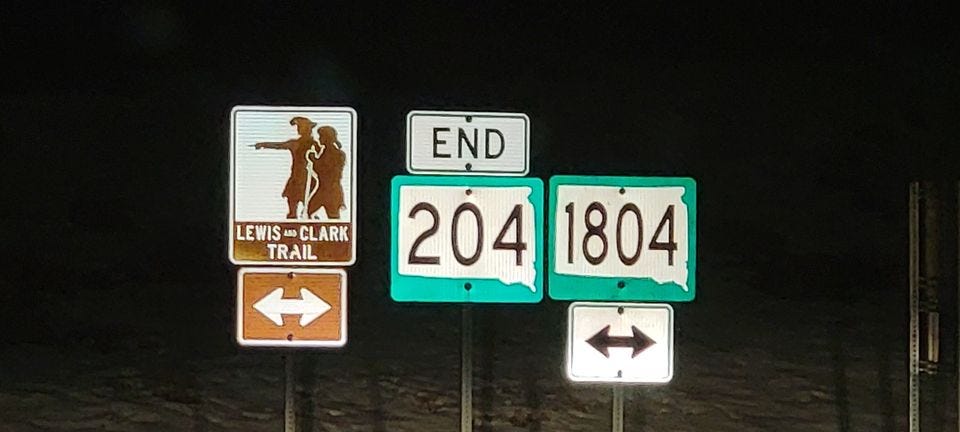 LEWIS AND CLARK
TRAIL
END
204
1804